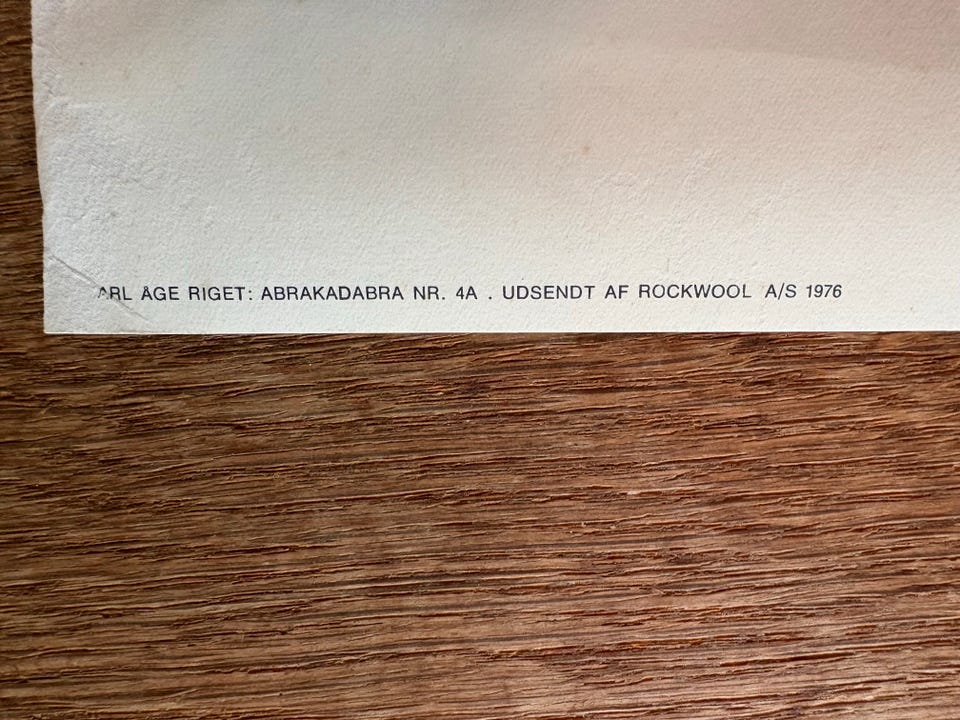 ARL ÅGE RIGET: ABRAKADABRA NR. 4A . UDSENDT AF ROCKWOOL A/S 1976